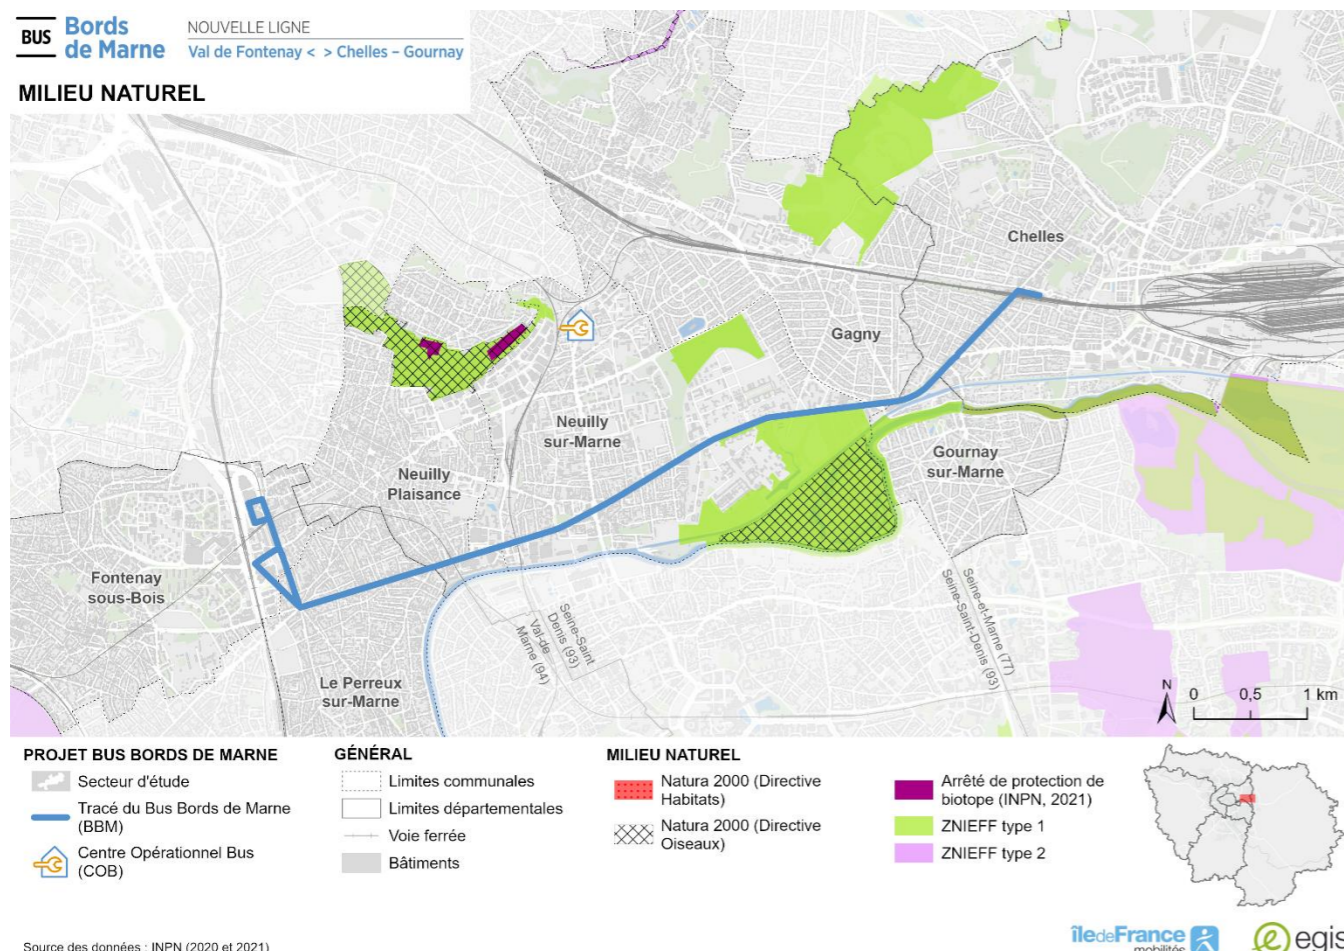 BUS
Bords
de Marne
NOUVELLE LIGNE
Val de Fontenay < > Chelles – Gournay
MILIEU NATUREL
Chelles
Gagny
Neuilly
sur-Marne
Gournay
sur-Marne
Neuilly
Plaisance
Fontenay
sous-Bois
Le Perreux
sur-Marne
Seine-Saint
Denis (93)
Val-de
Marne (94)
Seine-et-Marne (77)
Seine-Saint-Denis (93)
N
0 0,5 1 km
PROJET BUS BORDS DE MARNE
Secteur d'étude
Tracé du Bus Bords de Marne
(BBM)
Centre Opérationnel Bus
(COB)
GÉNÉRAL
Limites communales
Limites départementales
Voie ferrée
Bâtiments
MILIEU NATUREL
Natura 2000 (Directive
Habitats)
Natura 2000 (Directive
Oiseaux)
Arrêté de protection de
biotope (INPN, 2021)
ZNIEFF type 1
ZNIEFF type 2
Source des données : INPN (2020 et 2021)
îledeFrance
mobilités
egis